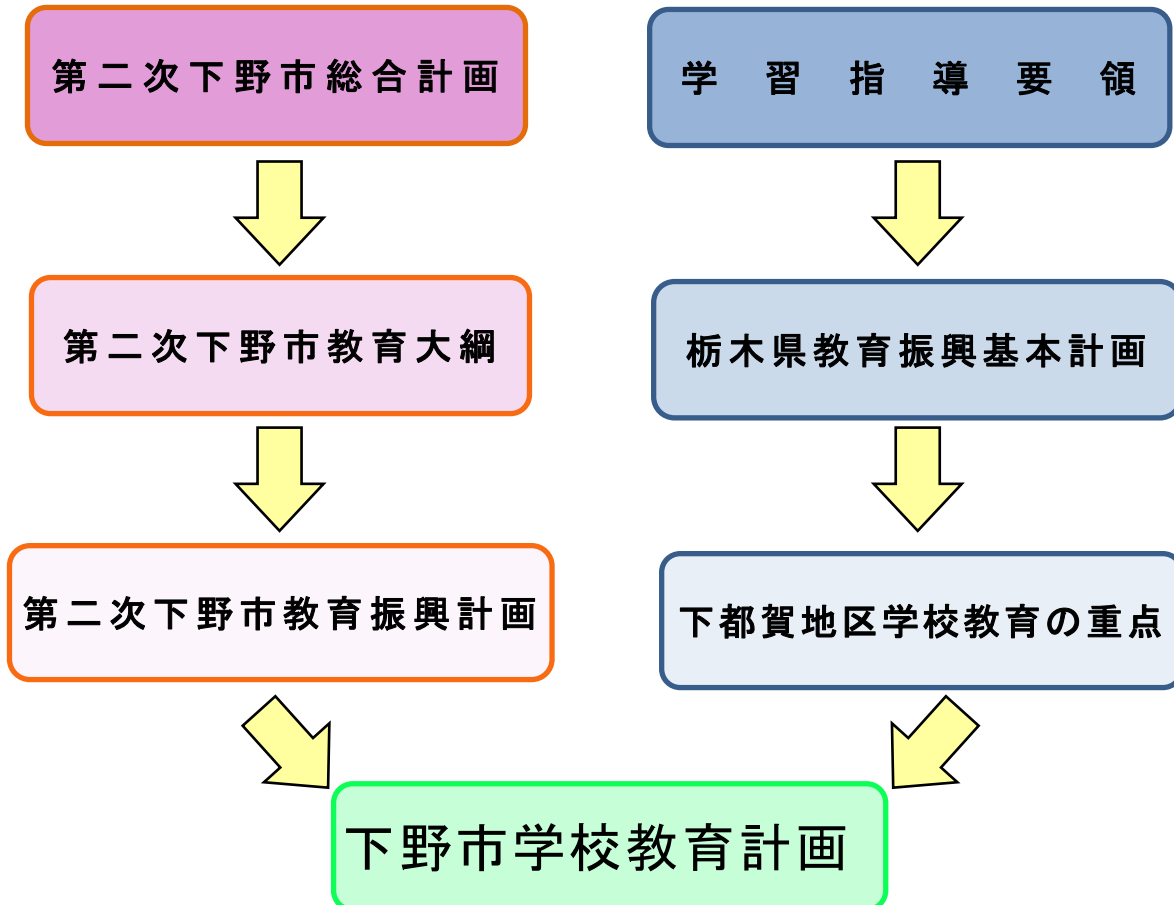 第二次下野市総合計画
学習指導要領
第二次下野市教育大綱
栃木県教育振興基本計画
第二次下野市教育振興計画
下都賀地区学校教育の重点
下野市学校教育計画